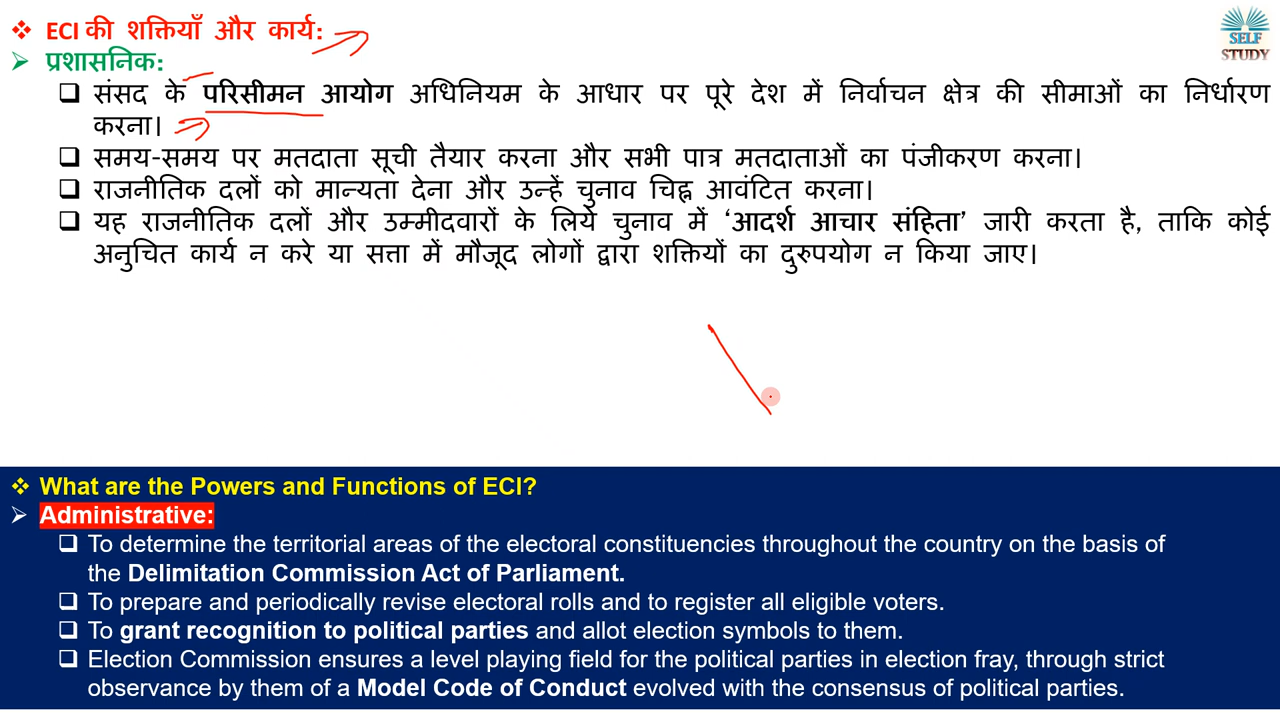 ❖ ECI की शक्तियाँ और कार्य:
SELF
STUDY
➢ प्रशासनिक:
❑ संसद के परिसीमन आयोग अधिनियम के आधार पर पूरे देश में निर्वाचन क्षेत्र की सीमाओं का निर्धारण
करना।
❑ समय-समय पर मतदाता सूची तैयार करना और सभी पात्र मतदाताओं का पंजीकरण करना।
❑ राजनीतिक दलों को मान्यता देना और उन्हें चुनाव चिह्न आवंटित करना।
❑ यह राजनीतिक दलों और उम्मीदवारों के लिये चुनाव में ‘आदर्श आचार संहिता’ जारी करता है, ताकि कोई
अनुचित कार्य न करे या सत्ता में मौजूद लोगों द्वारा शक्तियों का दुरुपयोग न किया जाए।
❖ What are the Powers and Functions of ECI?
➢ Administrative:
❑ To determine the territorial areas of the electoral constituencies throughout the country on the basis of
the Delimitation Commission Act of Parliament.
❑ To prepare and periodically revise electoral rolls and to register all eligible voters.
❑ To grant recognition to political parties and allot election symbols to them.
❑ Election Commission ensures a level playing field for the political parties in election fray, through strict
observance by them of a Model Code of Conduct evolved with the consensus of political parties.